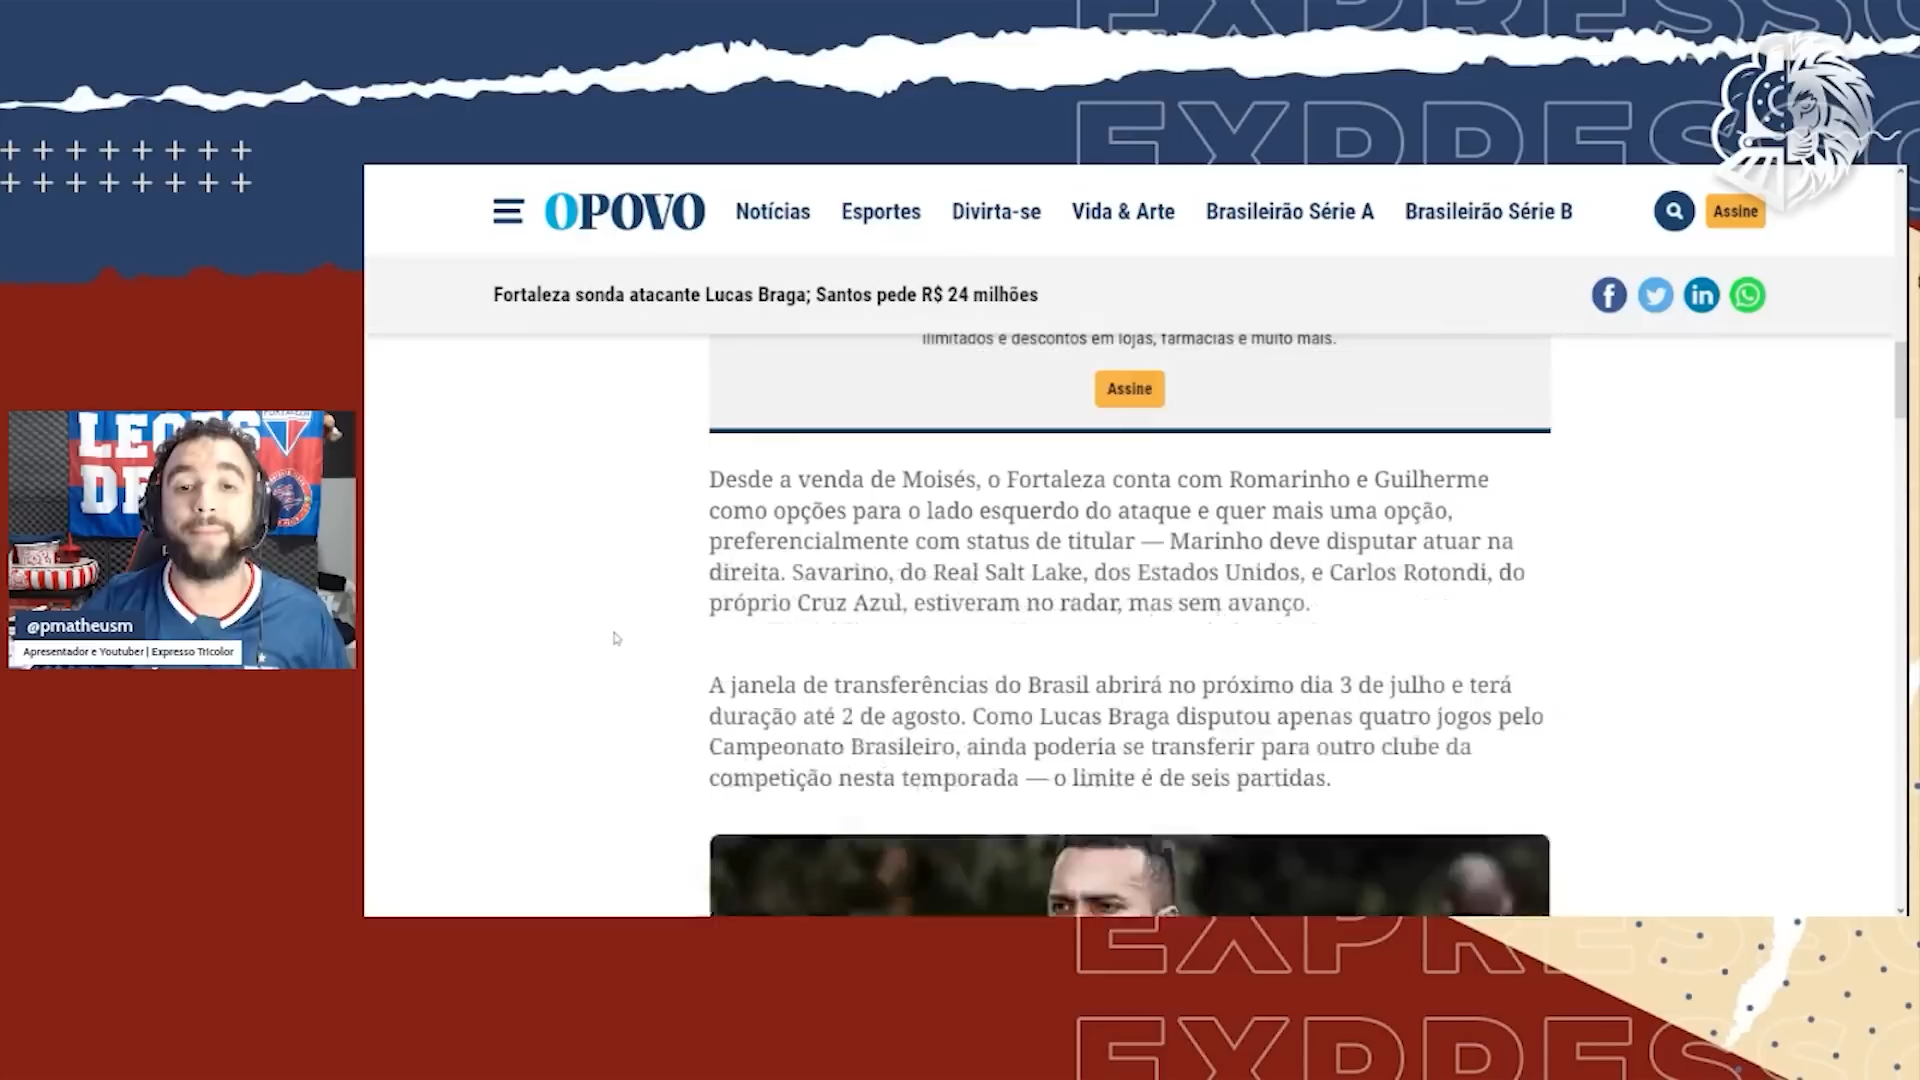 EXPRESSO
EXPRESSO
OPOVO
Notícias
Esportes
Divirta-se
Vida & Arte
Brasileirão Série A
Brasileirão Série B
Assine
Fortaleza sonda atacante Lucas Braga; Santos pede R$ 24 milhões
ilimitados e descontos em lojas, farmácias e muito mais.
Assine
Desde a venda de Moisés, o Fortaleza conta com Romarinho e Guilherme
como opções para o lado esquerdo do ataque e quer mais uma opção,
preferencialmente com status de titular — Marinho deve disputar atuar na
direita. Savarino, do Real Salt Lake, dos Estados Unidos, e Carlos Rotondi, do
próprio Cruz Azul, estiveram no radar, mas sem avanço.
A janela de transferências do Brasil abrirá no próximo dia 3 de julho e terá
duração até 2 de agosto. Como Lucas Braga disputou apenas quatro jogos pelo
Campeonato Brasileiro, ainda poderia se transferir para outro clube da
competição nesta temporada — o limite é de seis partidas.
FORTALEZA
@pmatheusm
Apresentador e Youtuber | Expresso Tricolor
EXPRESSO
EXPRESSO